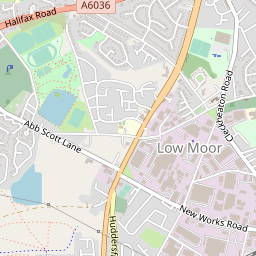 A6036
Halifax Road
Cleckheaton Road
Abb Scott Lane
Low Moor
New Works Road
Huddersf